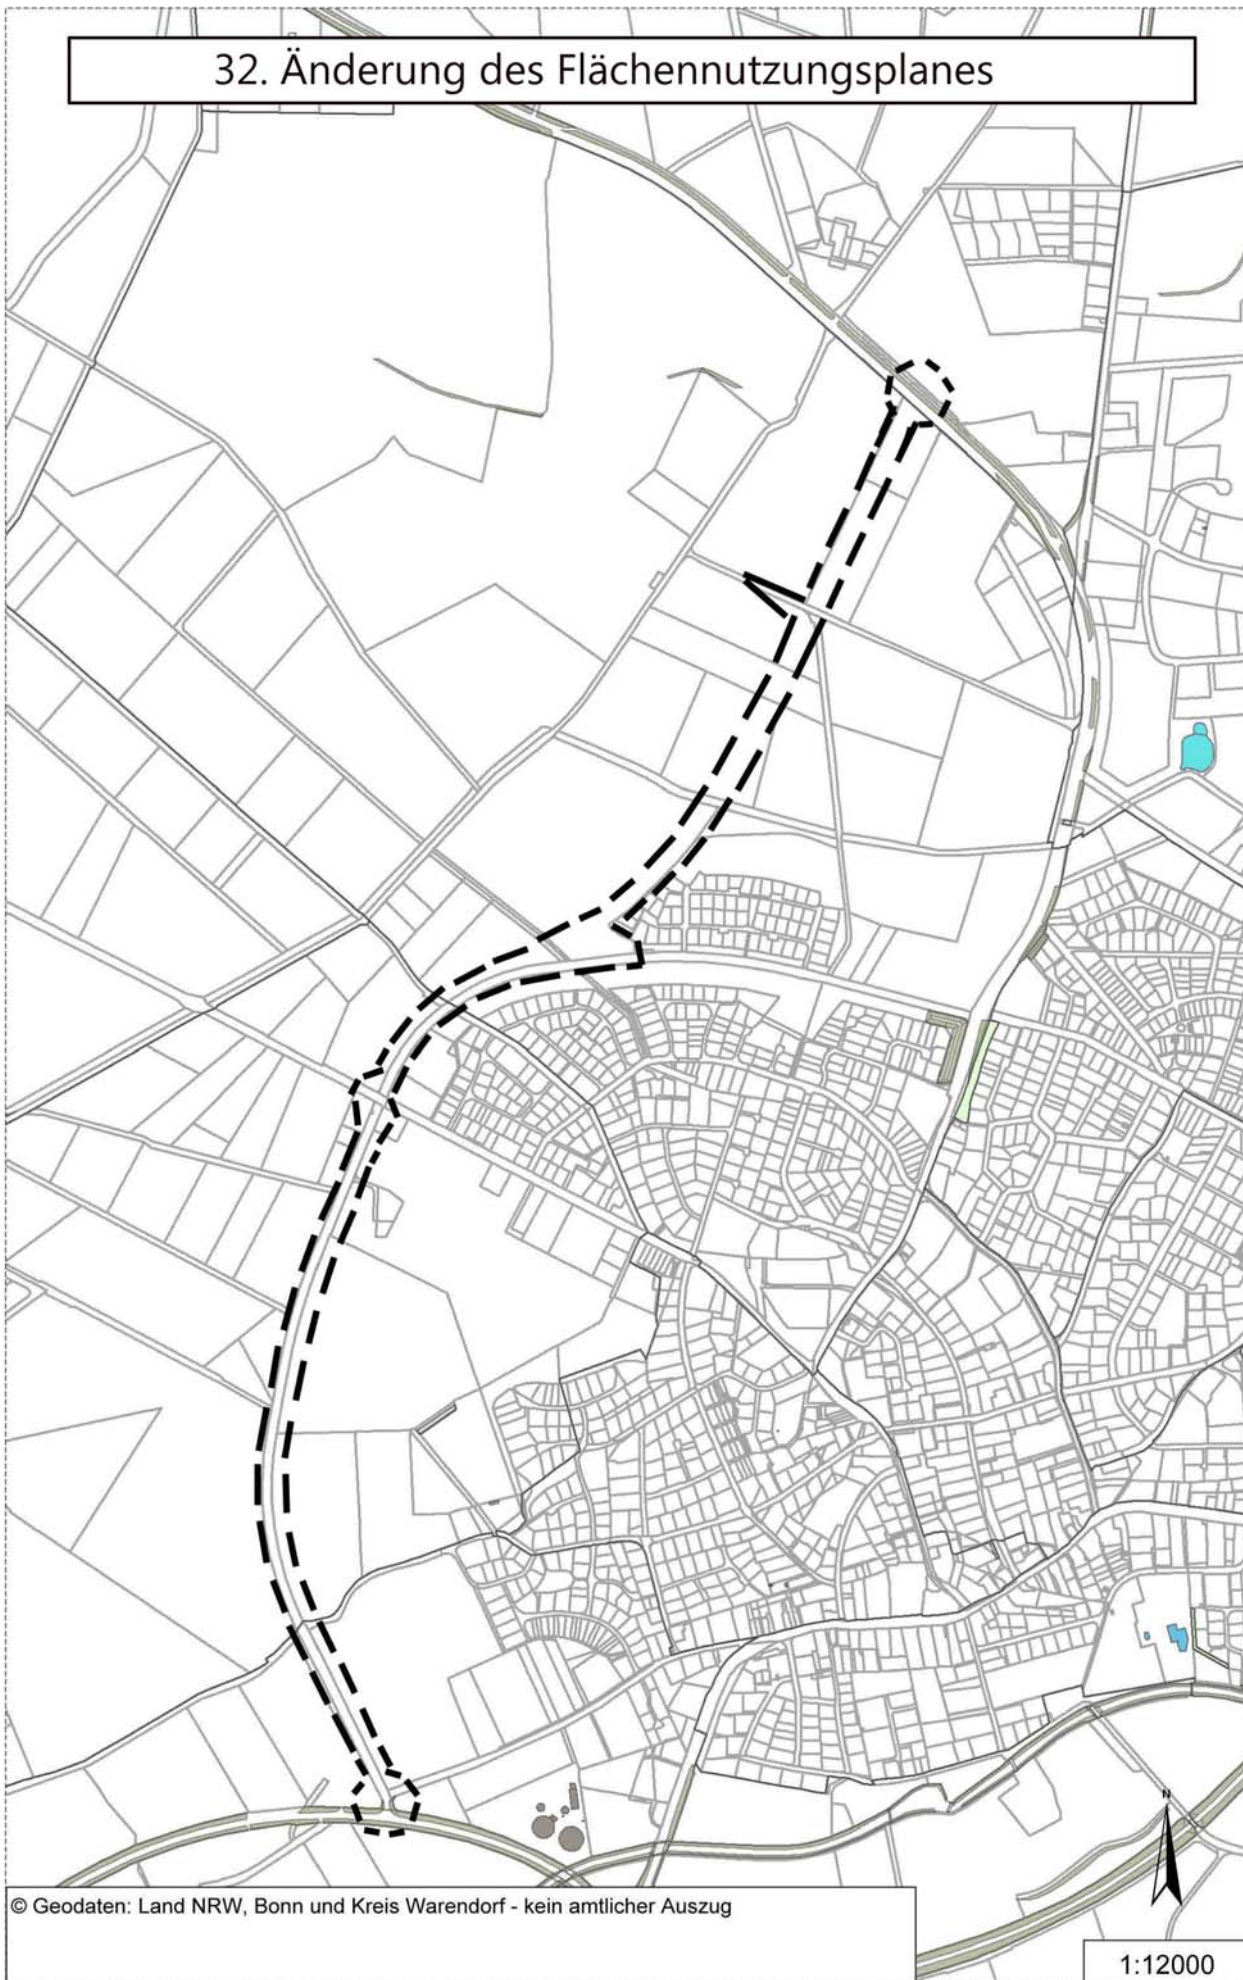 32. Änderung des Flächennutzungsplanes
N
© Geodaten: Land NRW, Bonn und Kreis Warendorf - kein amtlicher Auszug
1:12000